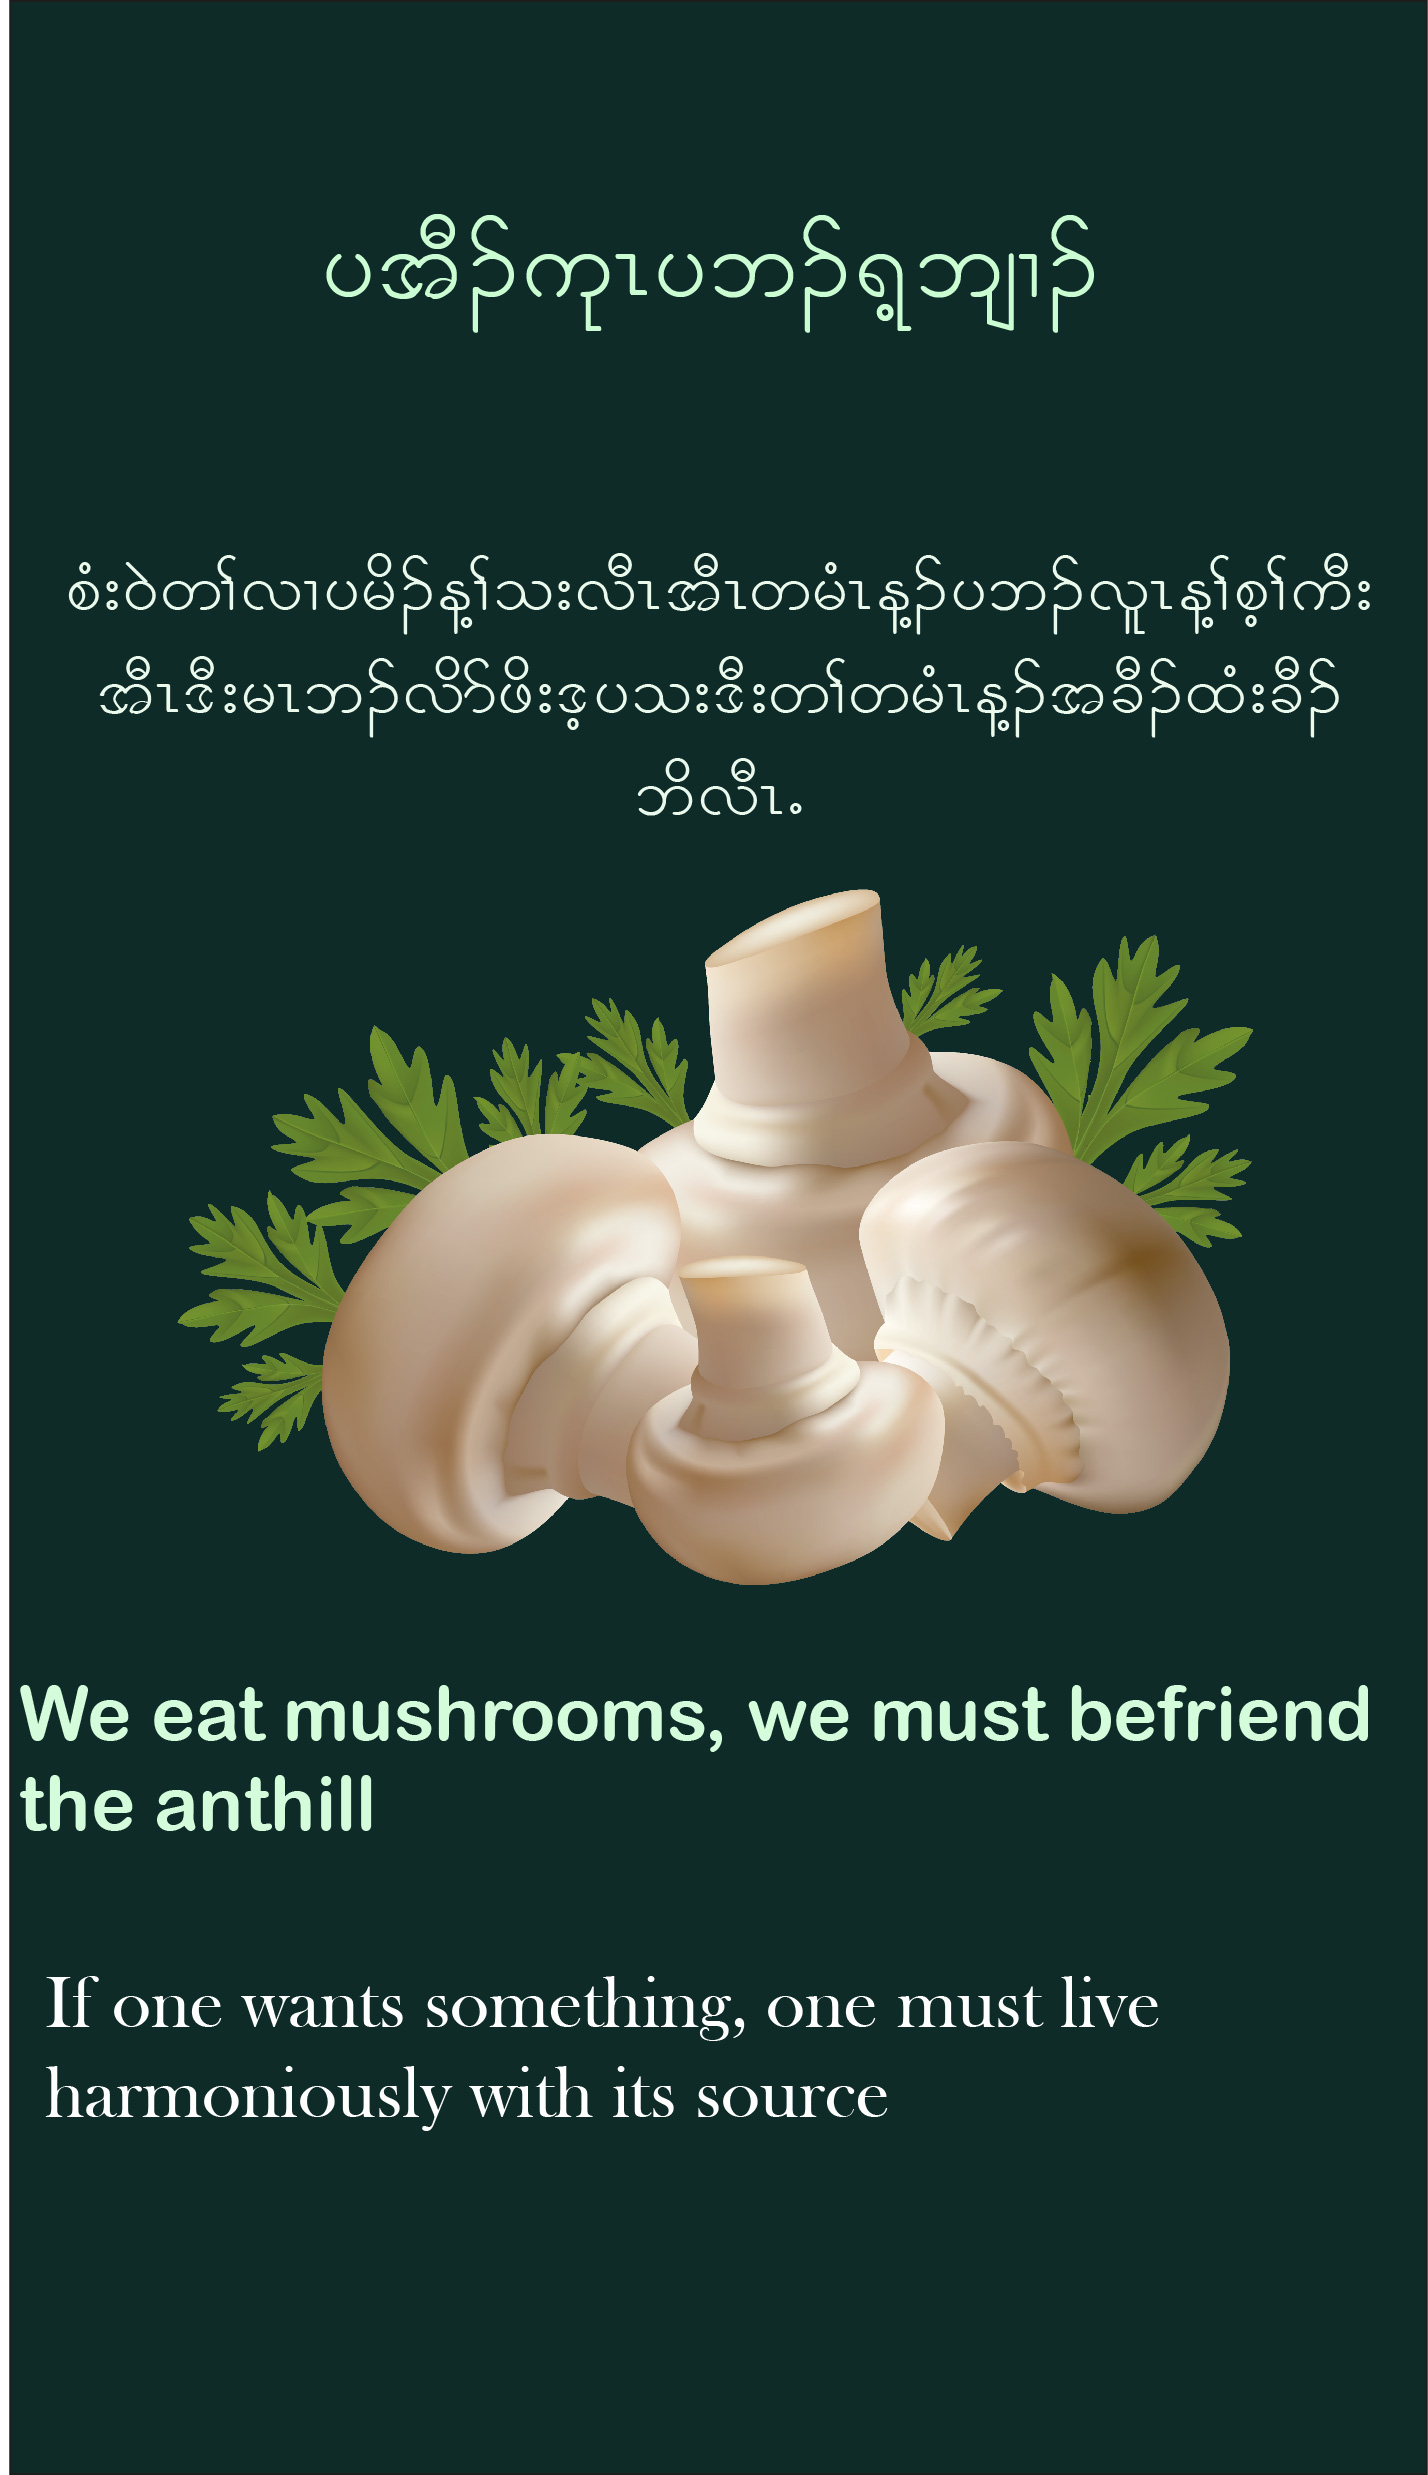 ပအီၣ်ကုၤပဘၣ်ရ့ဘျၢၣ်
စံးဝဲတၢ်လၢပမိၣ်န့ၢ်သးလီၤအီၤတမံၤန့ၣ်ပဘၣ်လူၤန့ၢ်စ့ၢ်ကီး
အီၤဒီးမၤဘၣ်လိာ်ဖိးဒ့ပသးဒီးတၢ်တမံၤန့ၣ်အခီၣ်ထံးခီၣ်
ဘိလီၤ.
We eat mushrooms, we must befriend
the anthill
If one wants something, one must live
harmoniously with its source